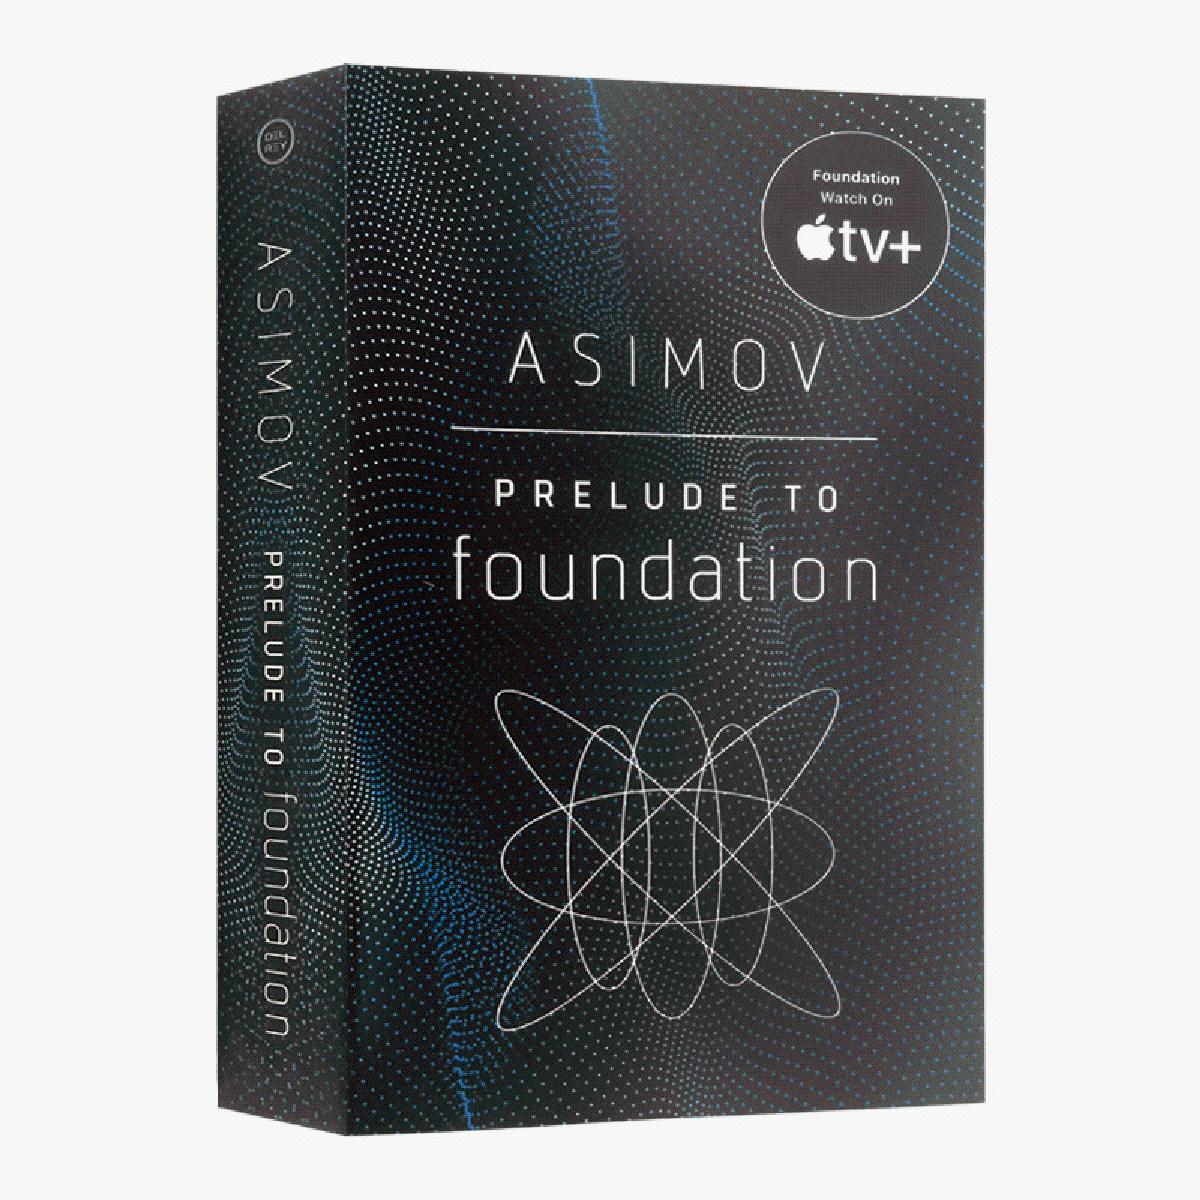 DEL
REY
ASIMOV PRELUDE TO foundation
Foundation
Watch On
tv+
ASIMOV
PRELUDE TO
foundation